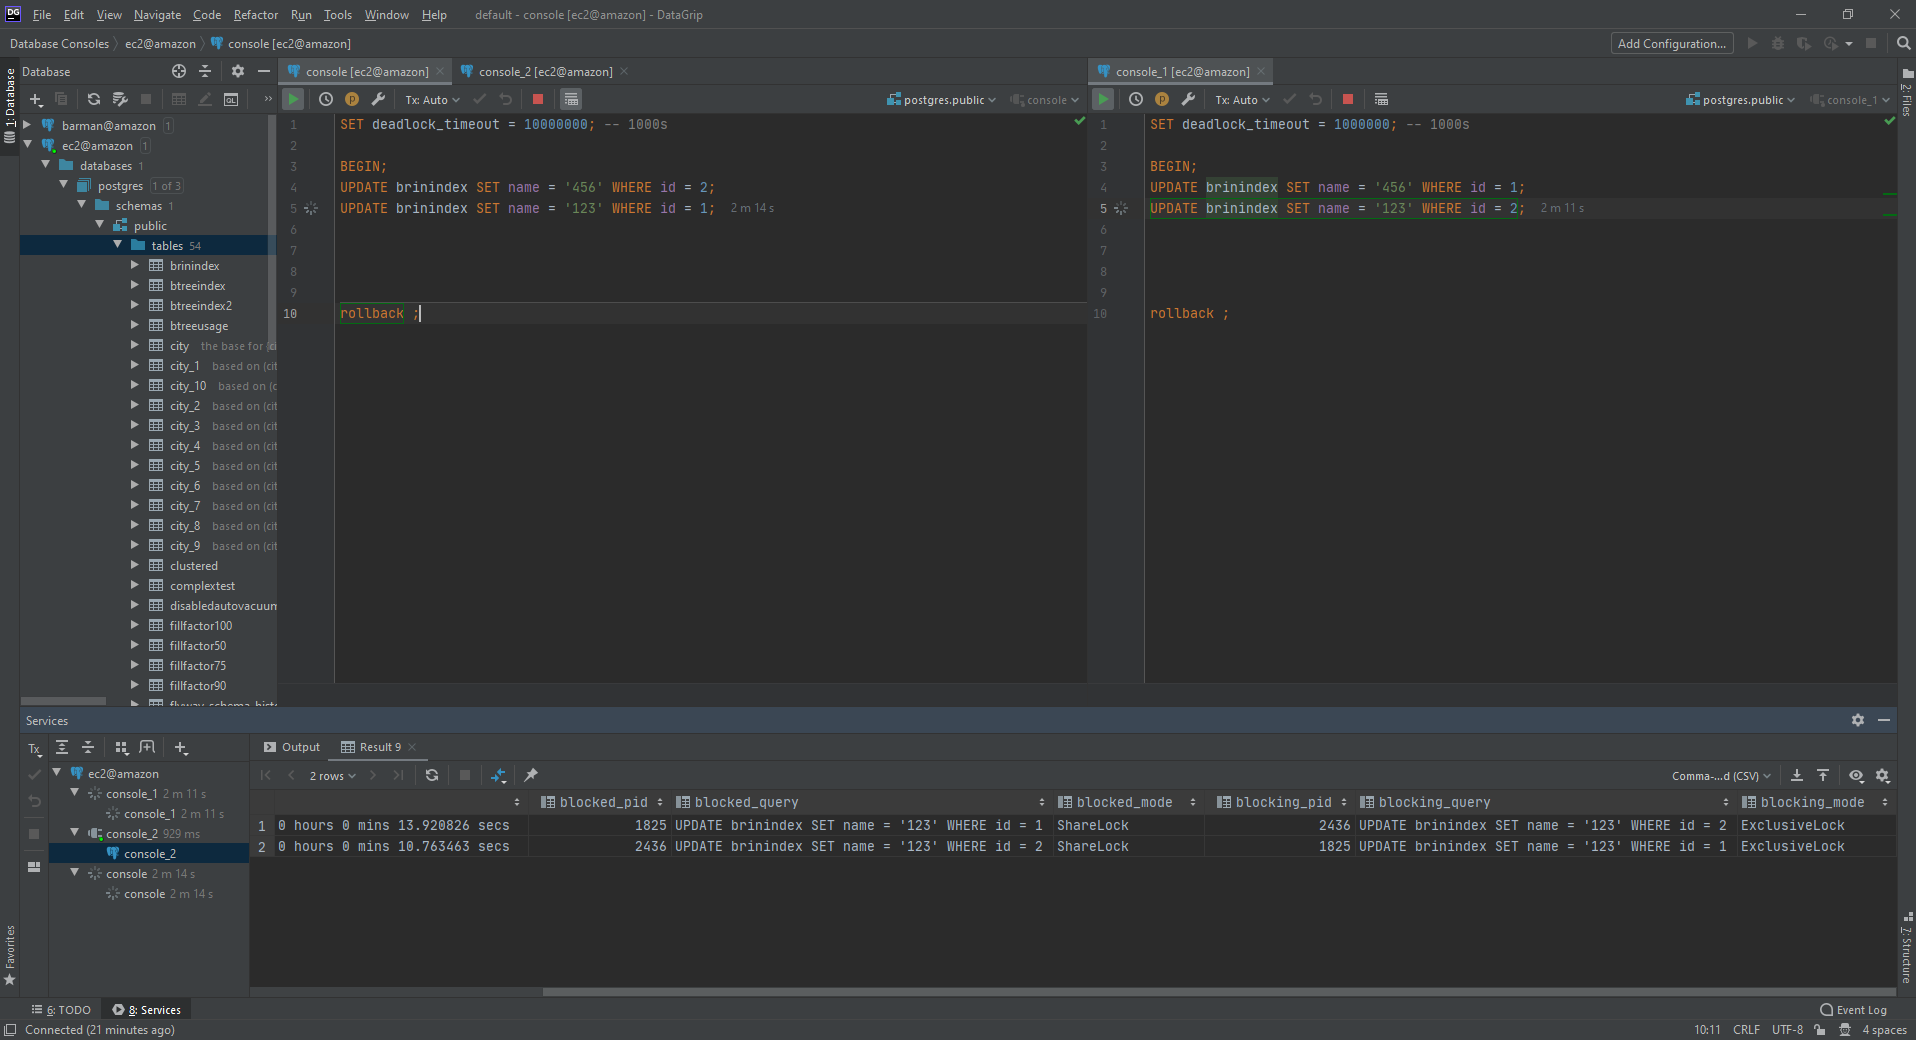 DG File Edit View Navigate Code Refactor Run Tools Window Help default - console [ec2@amazon] - DataGrip
Database Consoles ec2@amazon console [ec2@amazon] Add Configuration...
Database
console [ec2@amazon] console_2 [ec2@amazon] console_1 [ec2@amazon]
Tx: Auto postgres.public console
Tx: Auto postgres.public console_1
1: Database
2: Files
barman@amazon 1
ec2@amazon 1
databases 1
postgres 1 of 3
schemas 1
public
tables 54
brinindex
btreeindex
btreeindex2
btreeusage
city the base for (ci
city_1 based on (cit
city_10 based on (c
city_2 based on (cit
city_3 based on (cit
city_4 based on (cit
city_5 based on (cit
city_6 based on (cit
city_7 based on (cit
city_8 based on (cit
city_9 based on (cit
clustered
complextest
disabledautovacuum
fillfactor100
fillfactor50
fillfactor75
fillfactor90
1 SET deadlock_timeout = 10000000; -- 1000s
2
3 BEGIN;
4 UPDATE brinindex SET name = '456' WHERE id = 2;
5 UPDATE brinindex SET name = '123' WHERE id = 1; 2 m 14 s
6
7
8
9
10 rollback ;
1 SET deadlock_timeout = 1000000; -- 1000s
2
3 BEGIN;
4 UPDATE brinindex SET name = '456' WHERE id = 1;
5 UPDATE brinindex SET name = '123' WHERE id = 2; 2 m 11 s
6
7
8
9
10 rollback ;
Services
Tx
ec2@amazon
console_1 2 m 11 s
console_1 2 m 11 s
console_2 929 ms
console_2
console 2 m 14 s
console 2 m 14 s
Output Result 9
2 rows Comma-...d (CSV)
blocked_pid blocked_query blocked_mode blocking_pid blocking_query blocking_mode
1 0 hours 0 mins 13.920826 secs 1825 UPDATE brinindex SET name = '123' WHERE id = 1 ShareLock 2436 UPDATE brinindex SET name = '123' WHERE id = 2 ExclusiveLock
2 0 hours 0 mins 10.763463 secs 2436 UPDATE brinindex SET name = '123' WHERE id = 2 ShareLock 1825 UPDATE brinindex SET name = '123' WHERE id = 1 ExclusiveLock
Favorites
7: Structure
6: TODO 8: Services Event Log
Connected (21 minutes ago) 10:11 CRLF UTF-8 4 spaces